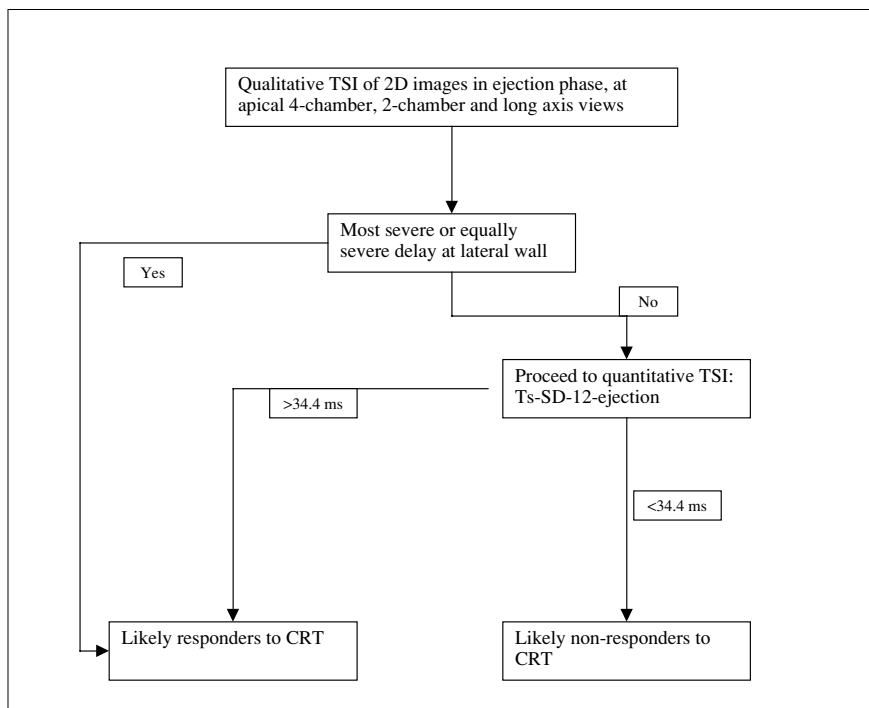 Qualitative TSI of 2D images in ejection phase, at
apical 4-chamber, 2-chamber and long axis views
Most severe or equally
severe delay at lateral wall
Yes
No
Proceed to quantitative TSI:
Ts-SD-12-ejection
>34.4 ms
<34.4 ms
Likely responders to CRT
Likely non-responders to
CRT